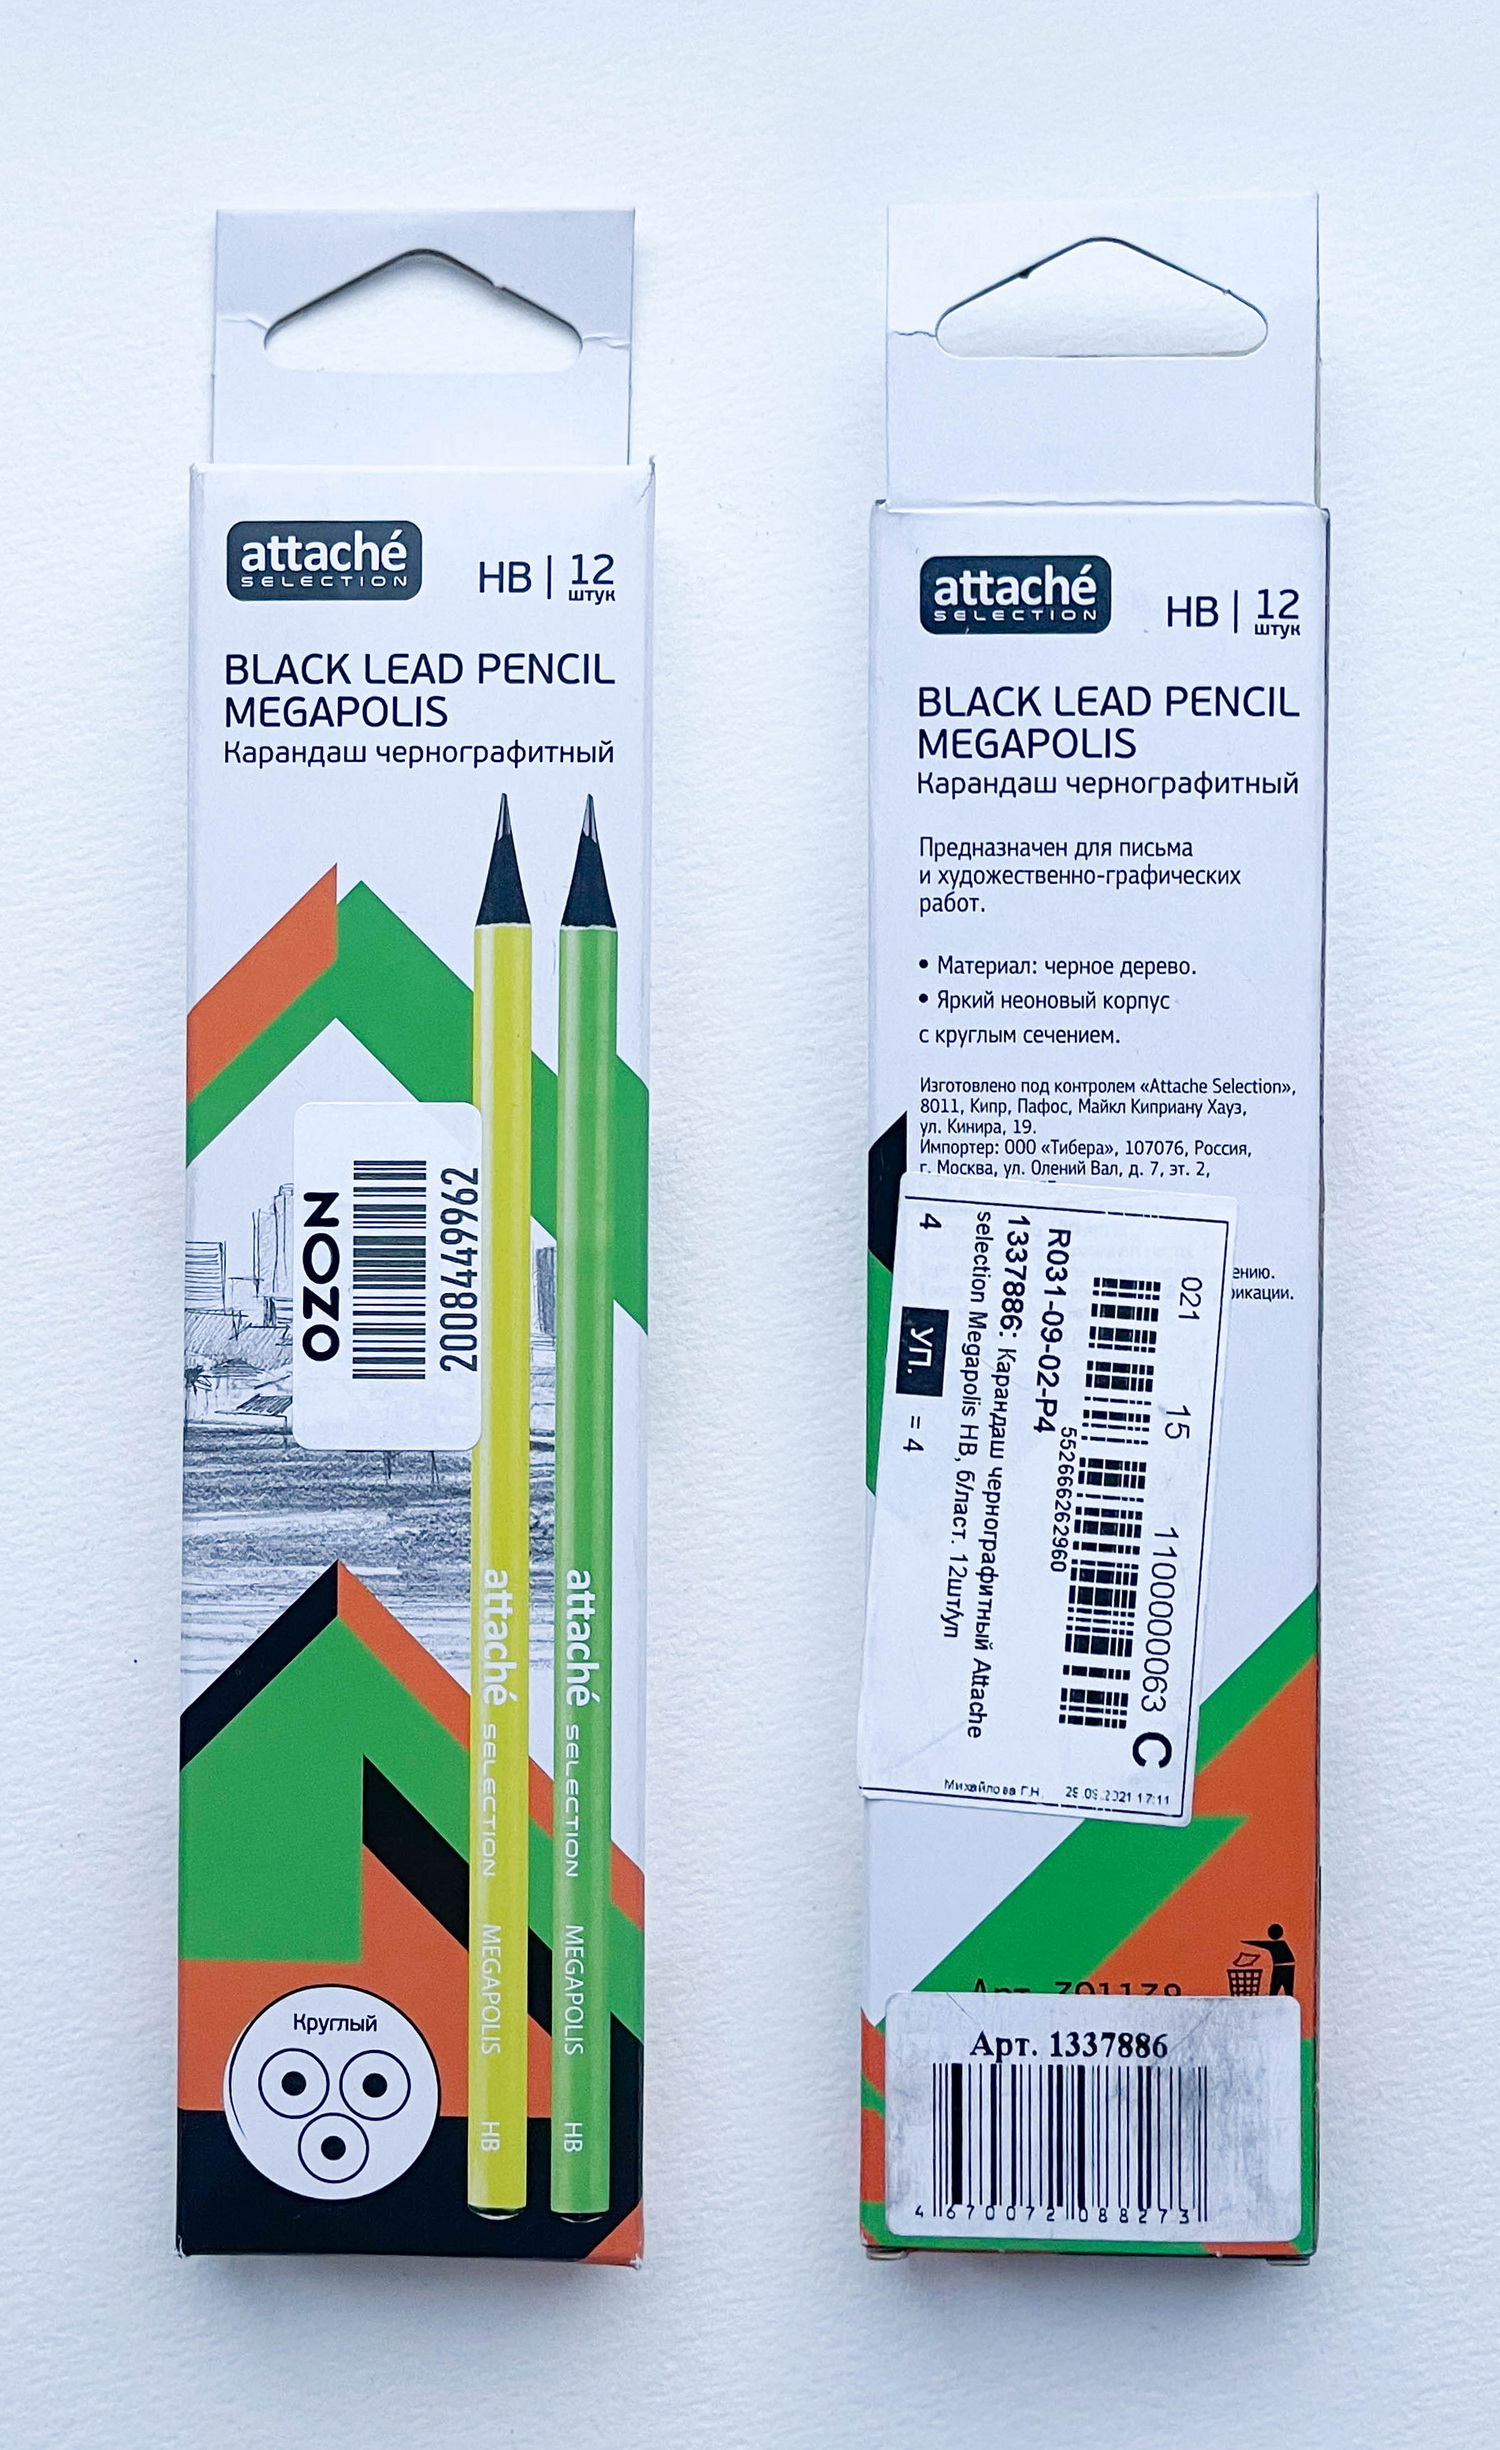 attaché
SELECTION
HB | 12
штук
BLACK LEAD PENCIL
MEGAPOLIS
Карандаш чернографитный
OZON
2008474997962
attaché SELECTION MEGAPOLIS HB
attaché SELECTION MEGAPOLIS HB
Круглый
attaché
SELECTION
HB | 12
штук
BLACK LEAD PENCIL
MEGAPOLIS
Карандаш чернографитный
Предназначен для письма
и художественно-графических
работ.
• Материал: черное дерево.
• Яркий неоновый корпус
с круглым сечением.
Изготовлено под контролем «Attache Selection»,
8011, Кипр, Пафос, Майкл Киприану Хауз,
ул. Кинира, 19.
Импортер: ООО «Тибера», 107076, Россия,
г. Москва, ул. Олений Вал, д. 7, эт. 2,
ению.
фикации.
021 15 1100000063 C
552666262960
R031-09-02-P4
1337886: Карандаш чернографитный Attache
selection Megapolis HB, б/ласт. 12шт/уп
4 уп. = 4
Михайлова Г.Н. 29.09.2021 17:11
Арт. 1337886
4 670072 088273